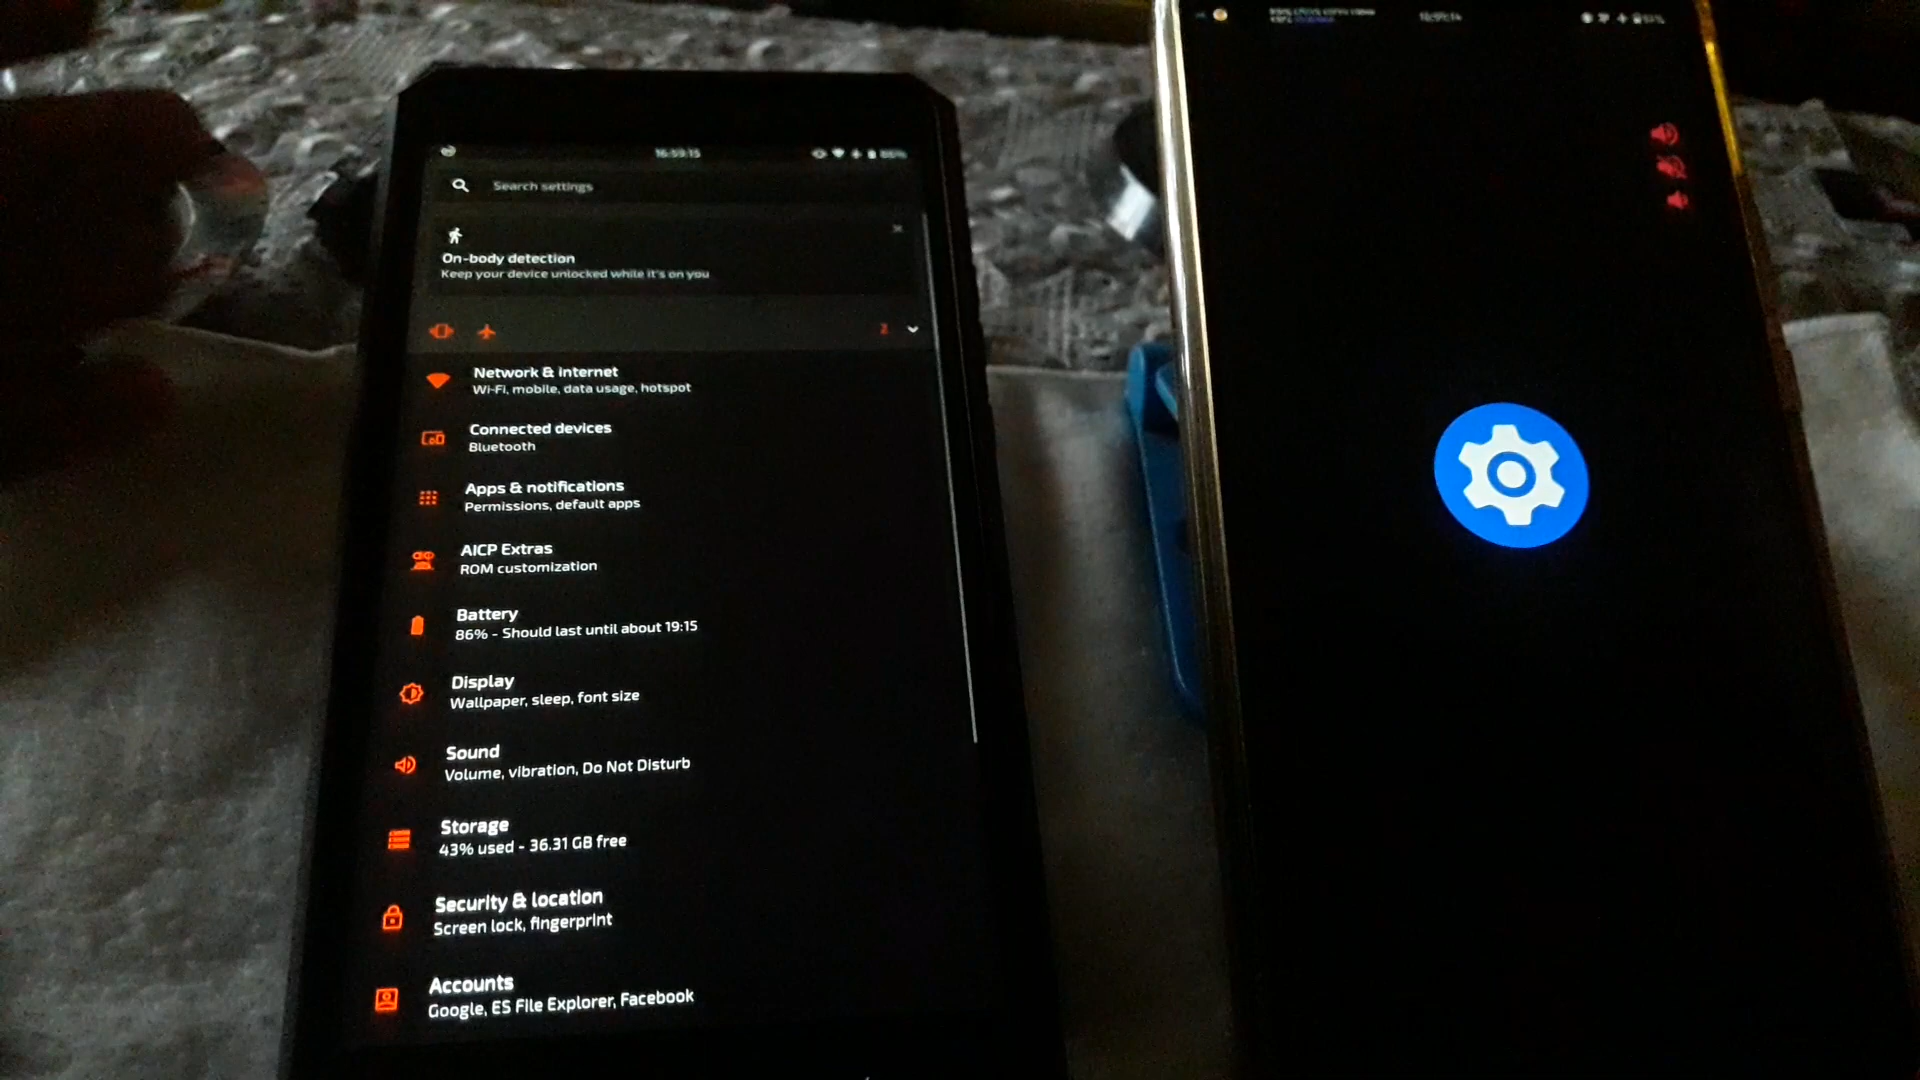 16:59:15
86%
Search settings
On-body detection
Keep your device unlocked while it's on you
2
Network & internet
Wi-Fi, mobile, data usage, hotspot
Connected devices
Bluetooth
Apps & notifications
Permissions, default apps
AICP Extras
ROM customization
Battery
86% - Should last until about 19:15
Display
Wallpaper, sleep, font size
Sound
Volume, vibration, Do Not Disturb
Storage
43% used - 36.31 GB free
Security & location
Screen lock, fingerprint
Accounts
Google, ES File Explorer, Facebook